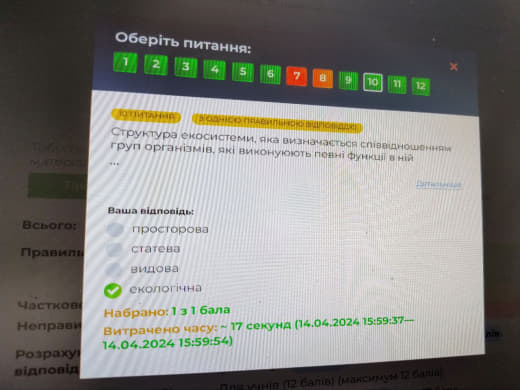 Оберіть питання:
1 2 3 4 5 6 7 8 9 10 11 12
10 ПИТАННЯ З ОДНІЄЮ ПРАВИЛЬНОЮ ВІДПОВІДДЮ
Структура екосистеми, яка визначається співвідношенням
груп організмів, які виконують певні функції в ній
...
Детальніше
Ваша відповідь:
просторова
статева
видова
екологічна
Набрано: 1 з 1 бала
Витрачено часу: ~ 17 секунд (14.04.2024 15:59:37—
14.04.2024 15:59:54)
Всього:
Правиль
Частков
Неправи
Розраху
відповід
Для учнів (12 балів) (максимум 12 балів)